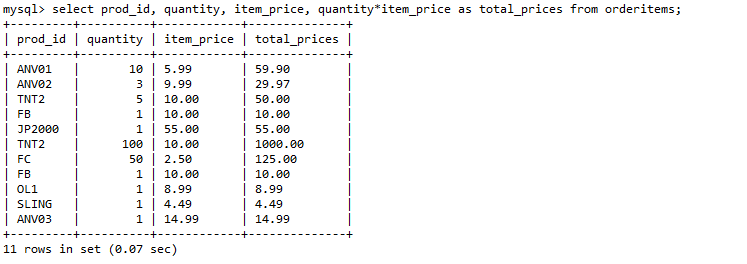 mysql> select prod_id, quantity, item_price, quantity*item_price as total_prices from orderitems;
+---------+----------+------------+--------------+
| prod_id | quantity | item_price | total_prices |
+---------+----------+------------+--------------+
| ANV01   |       10 | 5.99       | 59.90        |
| ANV02   |        3 | 9.99       | 29.97        |
| TNT2    |        5 | 10.00      | 50.00        |
| FB      |        1 | 10.00      | 10.00        |
| JP2000  |        1 | 55.00      | 55.00        |
| TNT2    |      100 | 10.00      | 1000.00      |
| FC      |       50 | 2.50       | 125.00       |
| FB      |        1 | 10.00      | 10.00        |
| OL1     |        1 | 8.99       | 8.99         |
| SLING   |        1 | 4.49       | 4.49         |
| ANV03   |        1 | 14.99      | 14.99        |
+---------+----------+------------+--------------+
11 rows in set (0.07 sec)